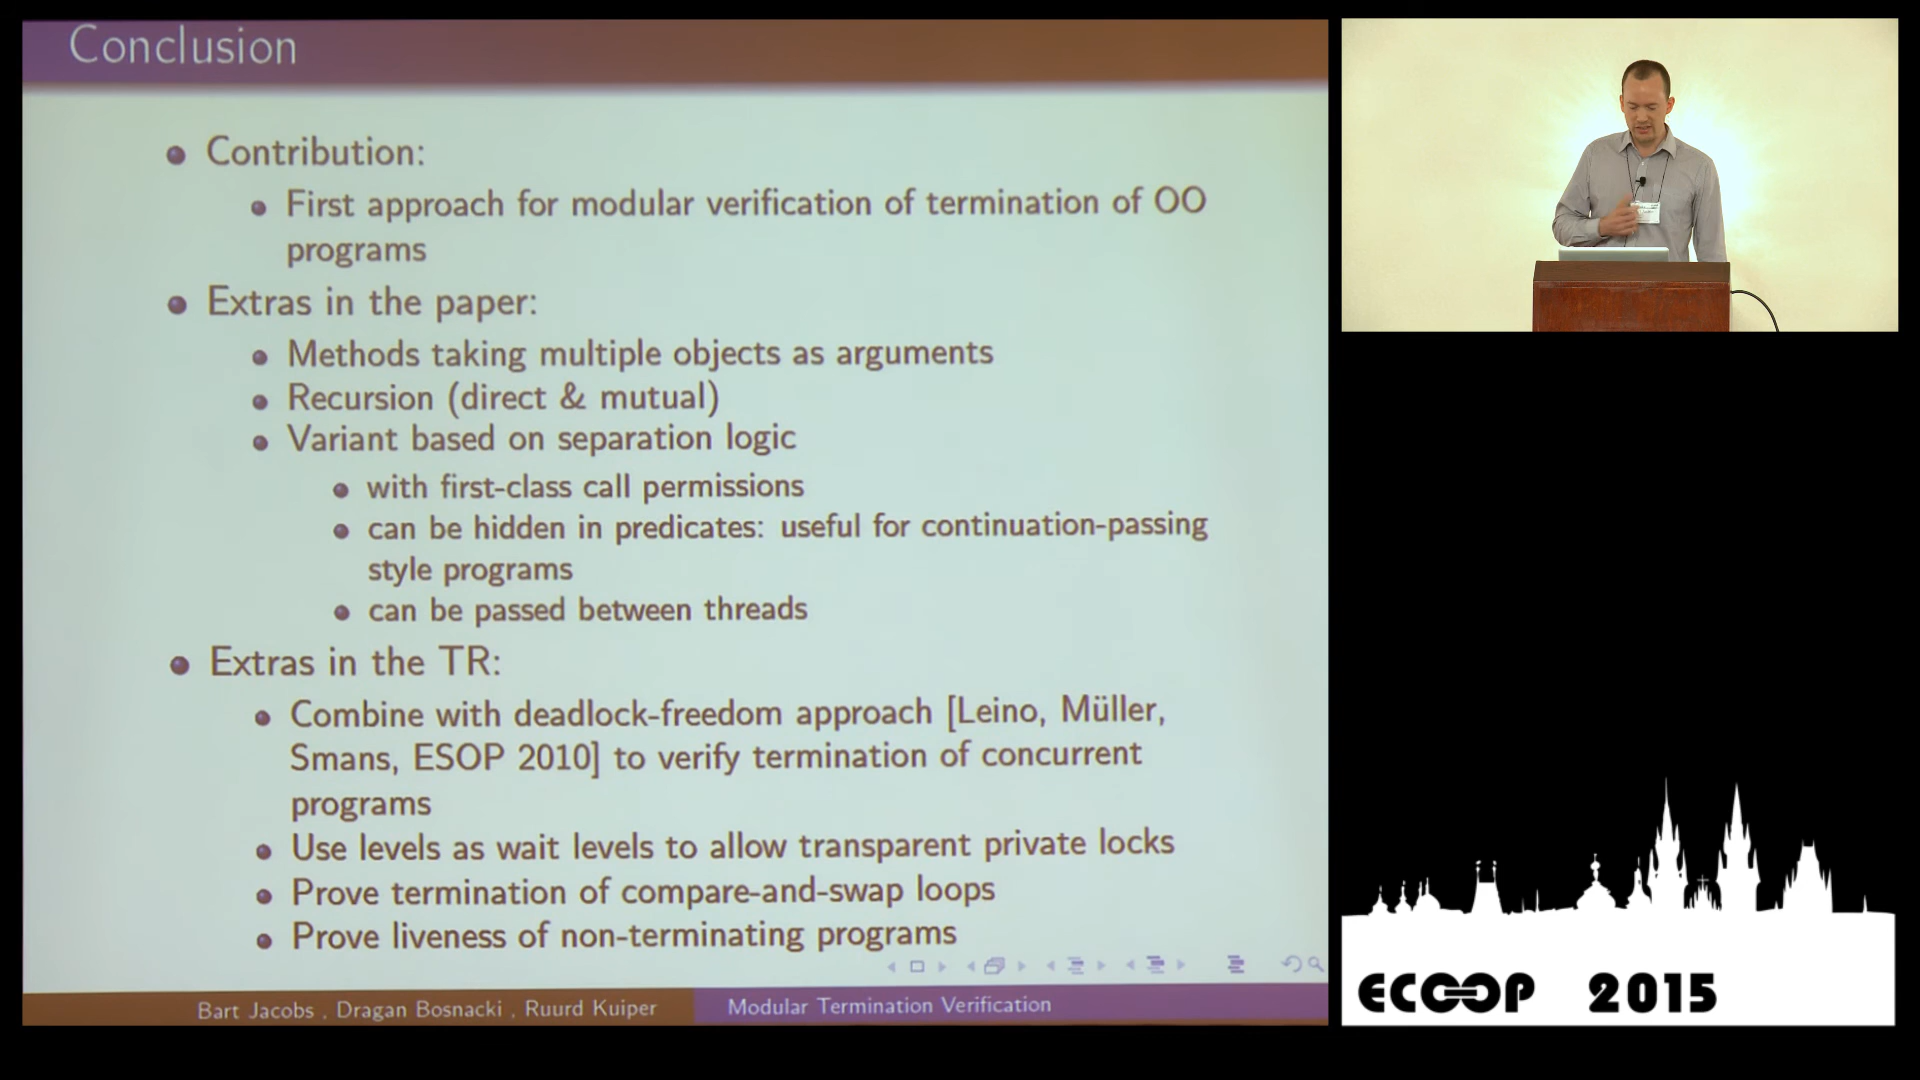 Conclusion
Contribution:
First approach for modular verification of termination of OO
programs
Extras in the paper:
Methods taking multiple objects as arguments
Recursion (direct & mutual)
Variant based on separation logic
with first-class call permissions
can be hidden in predicates: useful for continuation-passing
style programs
can be passed between threads
Extras in the TR:
Combine with deadlock-freedom approach [Leino, Müller,
Smans, ESOP 2010] to verify termination of concurrent
programs
Use levels as wait levels to allow transparent private locks
Prove termination of compare-and-swap loops
Prove liveness of non-terminating programs
Bart Jacobs , Dragan Bosnacki , Ruurd Kuiper
Modular Termination Verification
ECOOP 2015